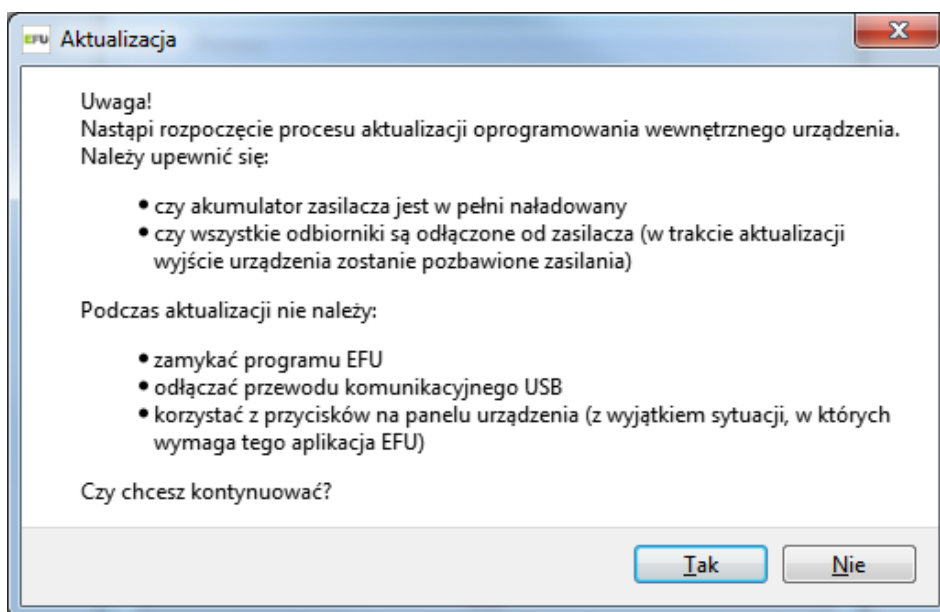 EFU Aktualizacja
Uwaga!
Nastąpi rozpoczęcie procesu aktualizacji oprogramowania wewnętrznego urządzenia.
Należy upewnić się:
• czy akumulator zasilacza jest w pełni naładowany
• czy wszystkie odbiorniki są odłączone od zasilacza (w trakcie aktualizacji
wyjście urządzenia zostanie pozbawione zasilania)
Podczas aktualizacji nie należy:
• zamykać programu EFU
• odłączać przewodu komunikacyjnego USB
• korzystać z przycisków na panelu urządzenia (z wyjątkiem sytuacji, w których
wymaga tego aplikacja EFU)
Czy chcesz kontynuować?
Tak Nie